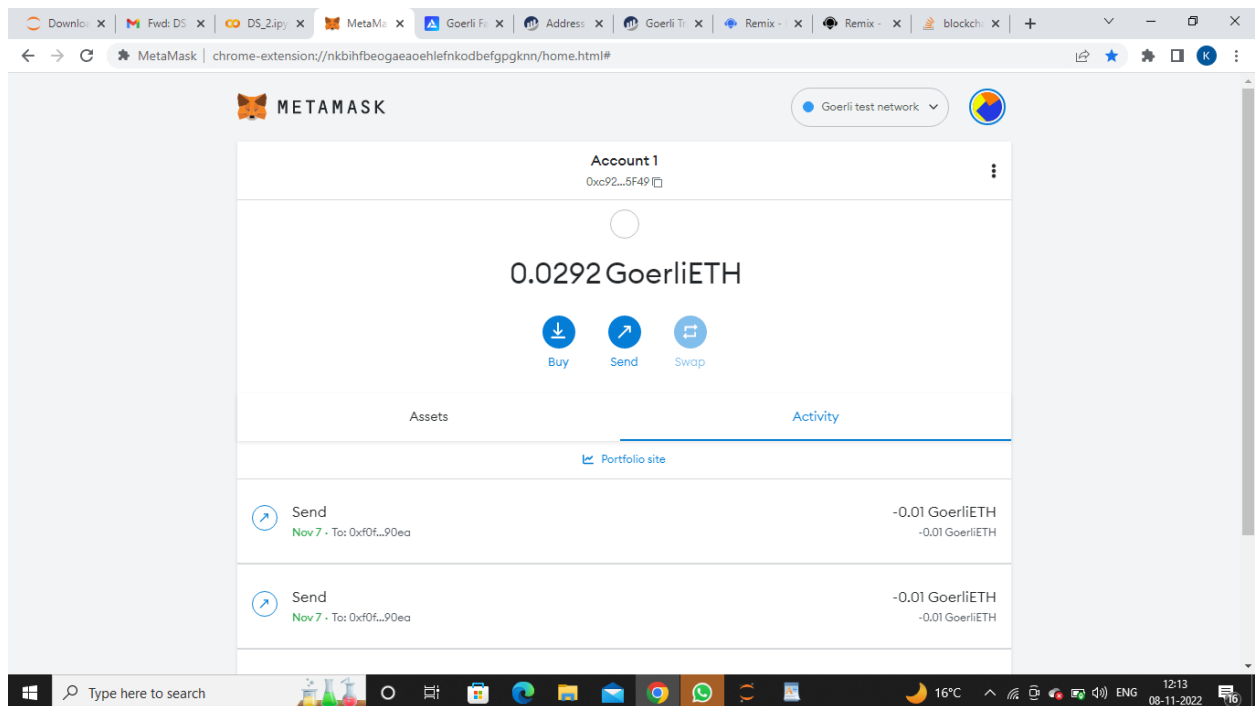 Downloa
Fwd: DS
DS_2.ipy
MetaMa
Goerli Fa
Address
Goerli Tr
Remix -
Remix -
blockcha
MetaMask
chrome-extension://nkbihfbeogaeaoehlefnkodbefgpgknn/home.html#
K
METAMASK
Goerli test network
Account 1
0xc92...5F49
0.0292 GoerliETH
Buy Send Swap
Assets Activity
Portfolio site
Send -0.01 GoerliETH
Nov 7 · To: 0xf0f...90ea -0.01 GoerliETH
Send -0.01 GoerliETH
Nov 7 · To: 0xf0f...90ea -0.01 GoerliETH
Type here to search
16°C
ENG
12:13
08-11-2022
16